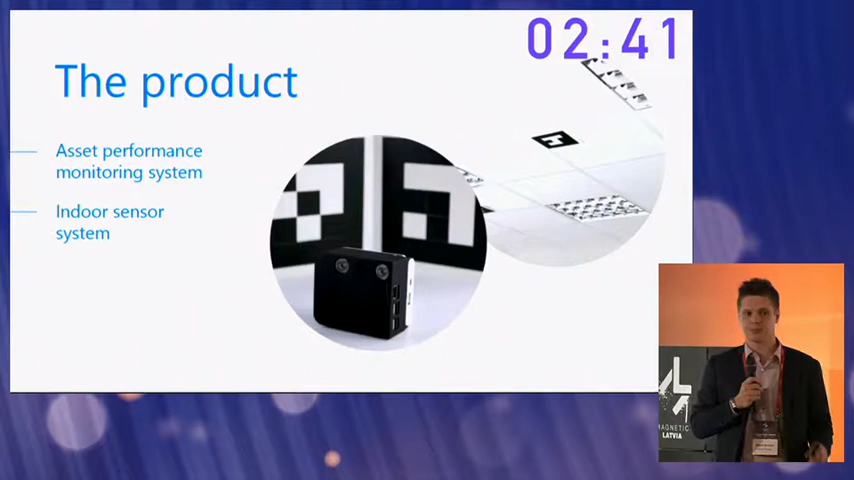 02:41
The product
Asset performance
monitoring system
Indoor sensor
system
MAGNETIC
LATVIA